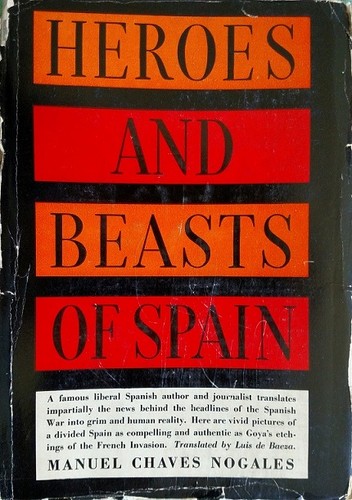 HEROES
AND
BEASTS
OF SPAIN
A famous liberal Spanish author and journalist translates
impartially the news behind the headlines of the Spanish
War into grim and human reality. Here are vivid pictures of
a divided Spain as compelling and authentic as Goya's etch-
ings of the French Invasion. Translated by Luis de Baeza.
MANUEL CHAVES NOGALES